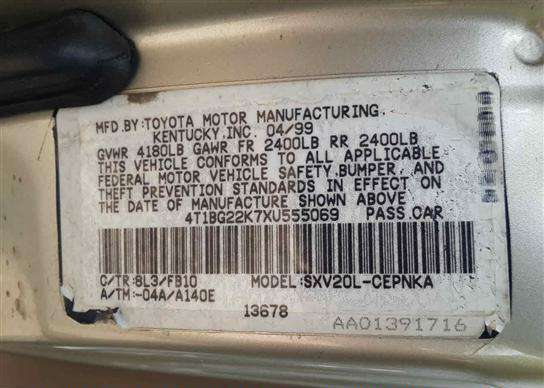 MFD.BY:TOYOTA MOTOR MANUFACTURING
KENTUCKY,INC. 04/99
GVWR 4180LB GAWR FR 2400LB RR 2400LB
THIS VEHICLE CONFORMS TO ALL APPLICABLE
FEDERAL MOTOR VEHICLE SAFETY,BUMPER, AND
THEFT PREVENTION STANDARDS IN EFFECT ON
THE DATE OF MANUFACTURE SHOWN ABOVE.
4T1BG22K7XU555069 PASS.CAR
C/TR:8L3/FB10 MODEL:SXV20L-CEPNKA
A/TM:-04A/A140E
13678
AA01391716